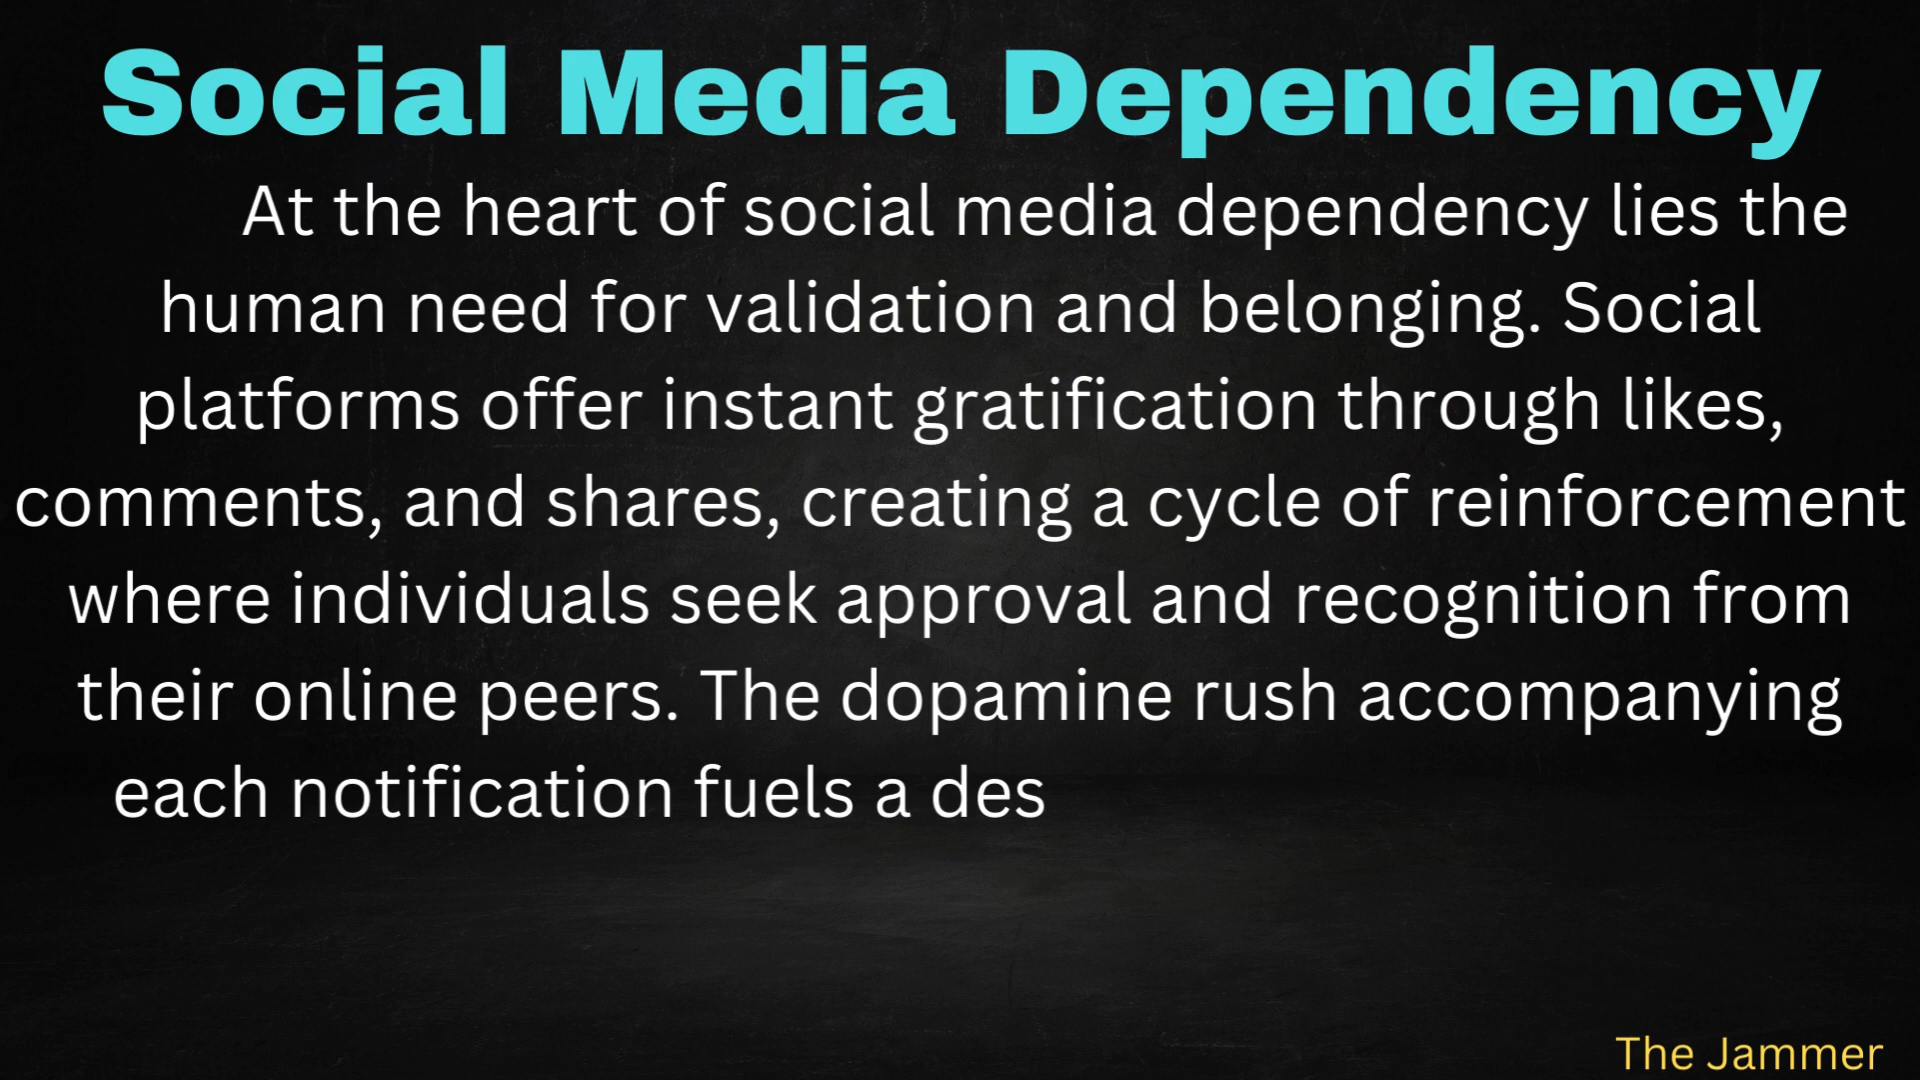 Social Media Dependency
At the heart of social media dependency lies the
human need for validation and belonging. Social
platforms offer instant gratification through likes,
comments, and shares, creating a cycle of reinforcement
where individuals seek approval and recognition from
their online peers. The dopamine rush accompanying
each notification fuels a des
The Jammer